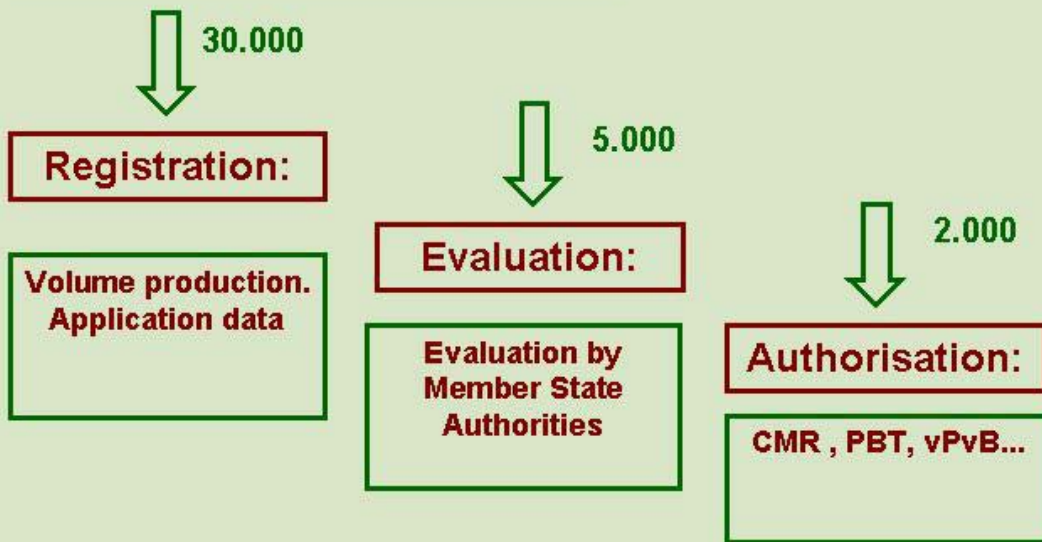 30.000
Registration:
Volume production.
Application data
5.000
Evaluation:
Evaluation by
Member State
Authorities
2.000
Authorisation:
CMR , PBT, vPvB...